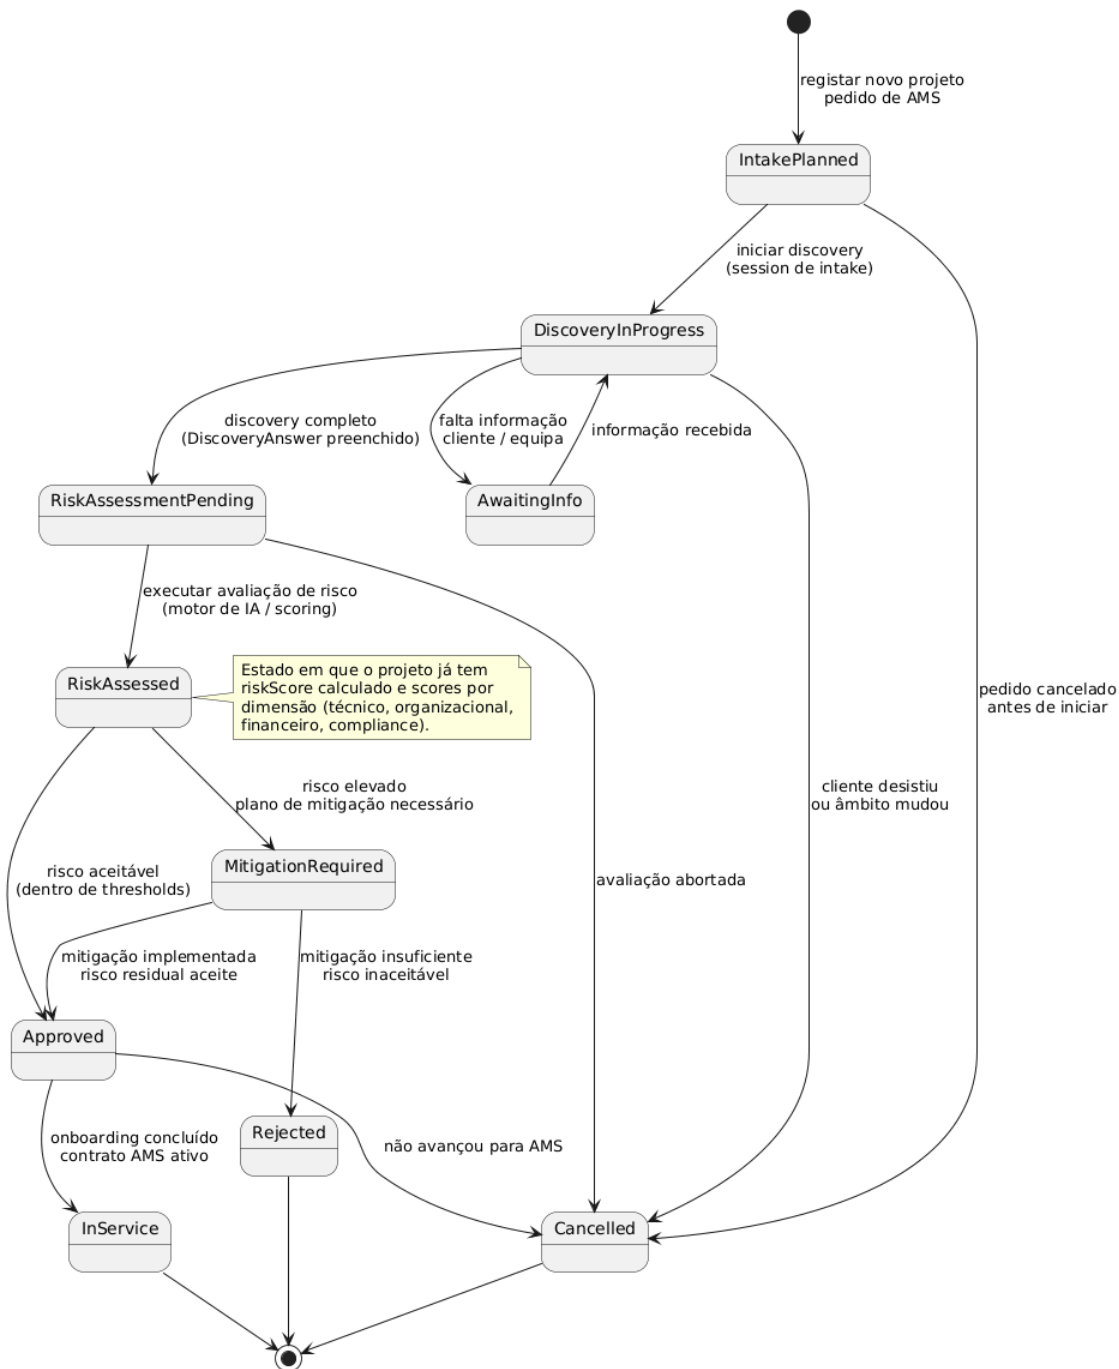 registar novo projeto
pedido de AMS
IntakePlanned
iniciar discovery
(session de intake)
DiscoveryInProgress
discovery completo
(DiscoveryAnswer preenchido)
falta informação
cliente / equipa
informação recebida
RiskAssessmentPending
AwaitingInfo
executar avaliação de risco
(motor de IA / scoring)
RiskAssessed
Estado em que o projeto já tem
riskScore calculado e scores por
dimensão (técnico, organizacional,
financeiro, compliance).
pedido cancelado
antes de iniciar
risco elevado
plano de mitigação necessário
cliente desistiu
ou âmbito mudou
risco aceitável
(dentro de thresholds)
MitigationRequired
avaliação abortada
mitigação implementada
risco residual aceite
mitigação insuficiente
risco inaceitável
Approved
Rejected
onboarding concluído
contrato AMS ativo
não avançou para AMS
InService
Cancelled